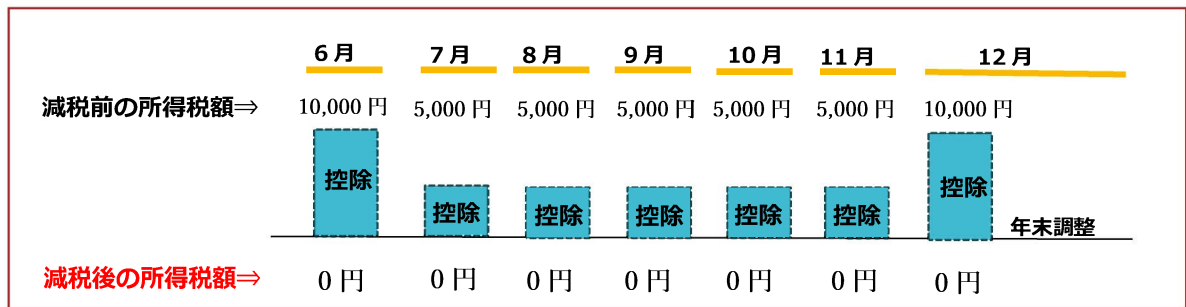 6月 7月 8月 9月 10月 11月 12月
減税前の所得税額⇒ 10,000 円 5,000 円 5,000 円 5,000 円 5,000 円 5,000 円 10,000 円
控除 控除 控除 控除 控除 控除 控除
年末調整
減税後の所得税額⇒ 0 円 0 円 0 円 0 円 0 円 0 円 0 円